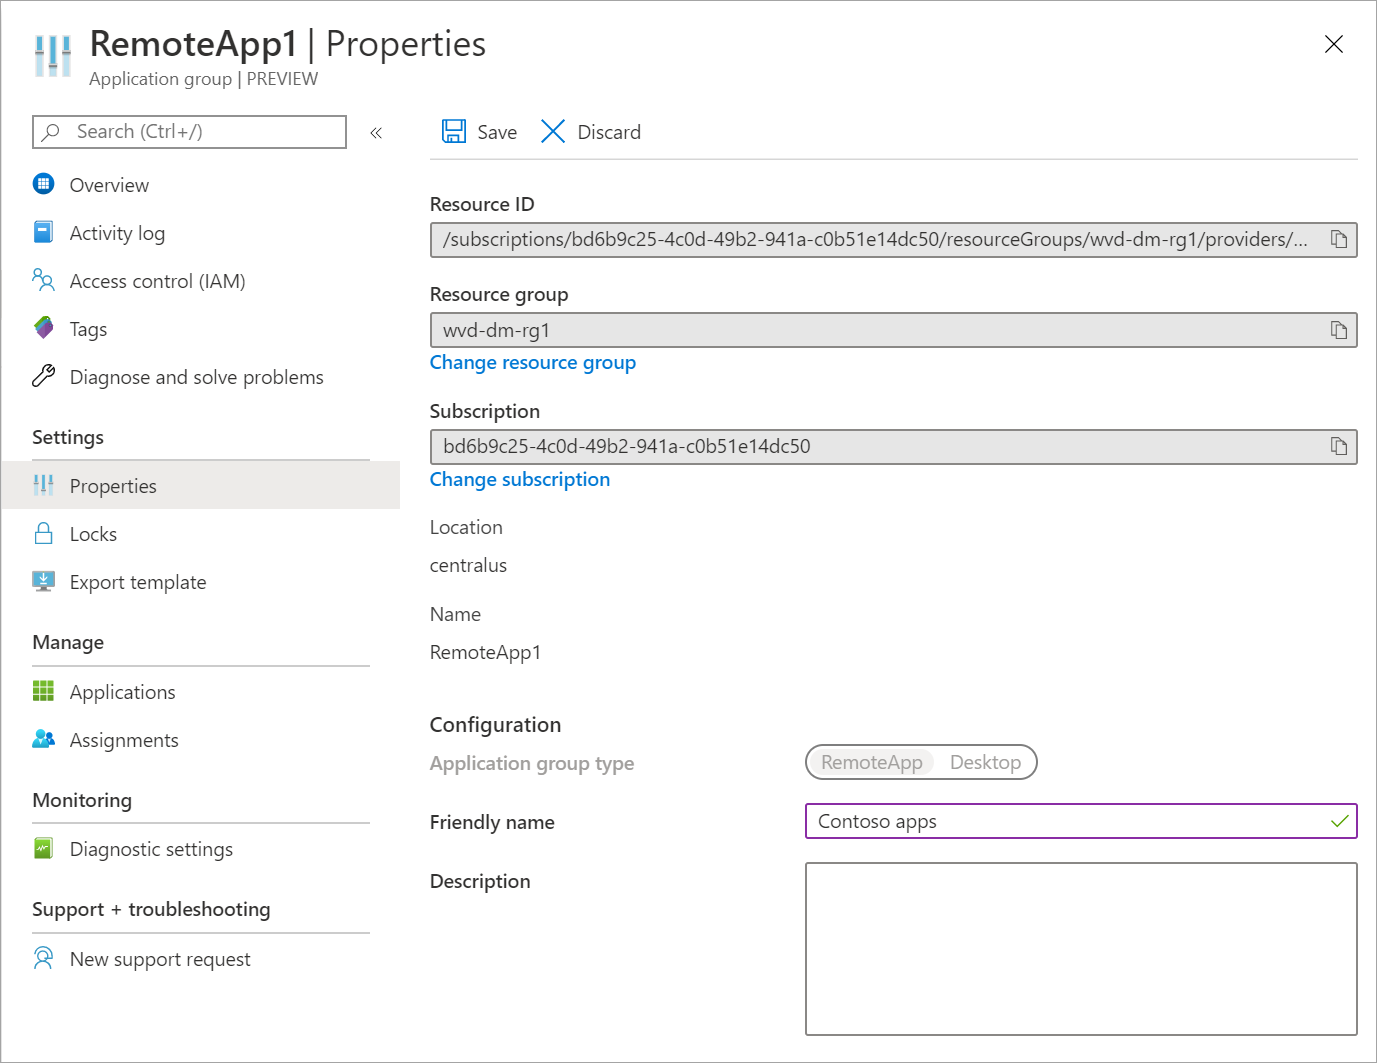 RemoteApp1 | Properties
Application group | PREVIEW
Search (Ctrl+/)
«
Overview
Activity log
Access control (IAM)
Tags
Diagnose and solve problems
Settings
Properties
Locks
Export template
Manage
Applications
Assignments
Monitoring
Diagnostic settings
Support + troubleshooting
New support request
Save
Discard
Resource ID
/subscriptions/bd6b9c25-4c0d-49b2-941a-c0b51e14dc50/resourceGroups/wvd-dm-rg1/providers/...
Resource group
wvd-dm-rg1
Change resource group
Subscription
bd6b9c25-4c0d-49b2-941a-c0b51e14dc50
Change subscription
Location
centralus
Name
RemoteApp1
Configuration
Application group type
RemoteApp Desktop
Friendly name
Contoso apps
Description